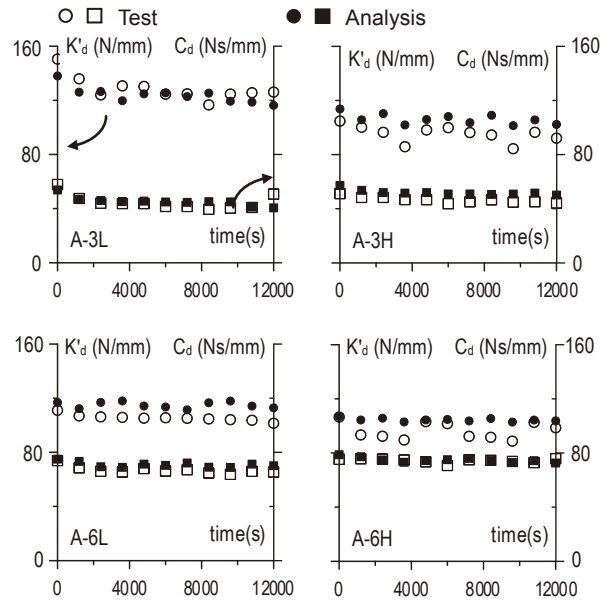 Test Analysis
160 K'd (N/mm) Cd (Ns/mm) K'd (N/mm) Cd (Ns/mm) 160
80 80
A-3L time(s) A-3H time(s)
0 0
0 4000 8000 12000 0 4000 8000 12000
160 K'd (N/mm) Cd (Ns/mm) K'd (N/mm) Cd (Ns/mm) 160
80 80
A-6L time(s) A-6H time(s)
0 0
0 4000 8000 12000 0 4000 8000 12000